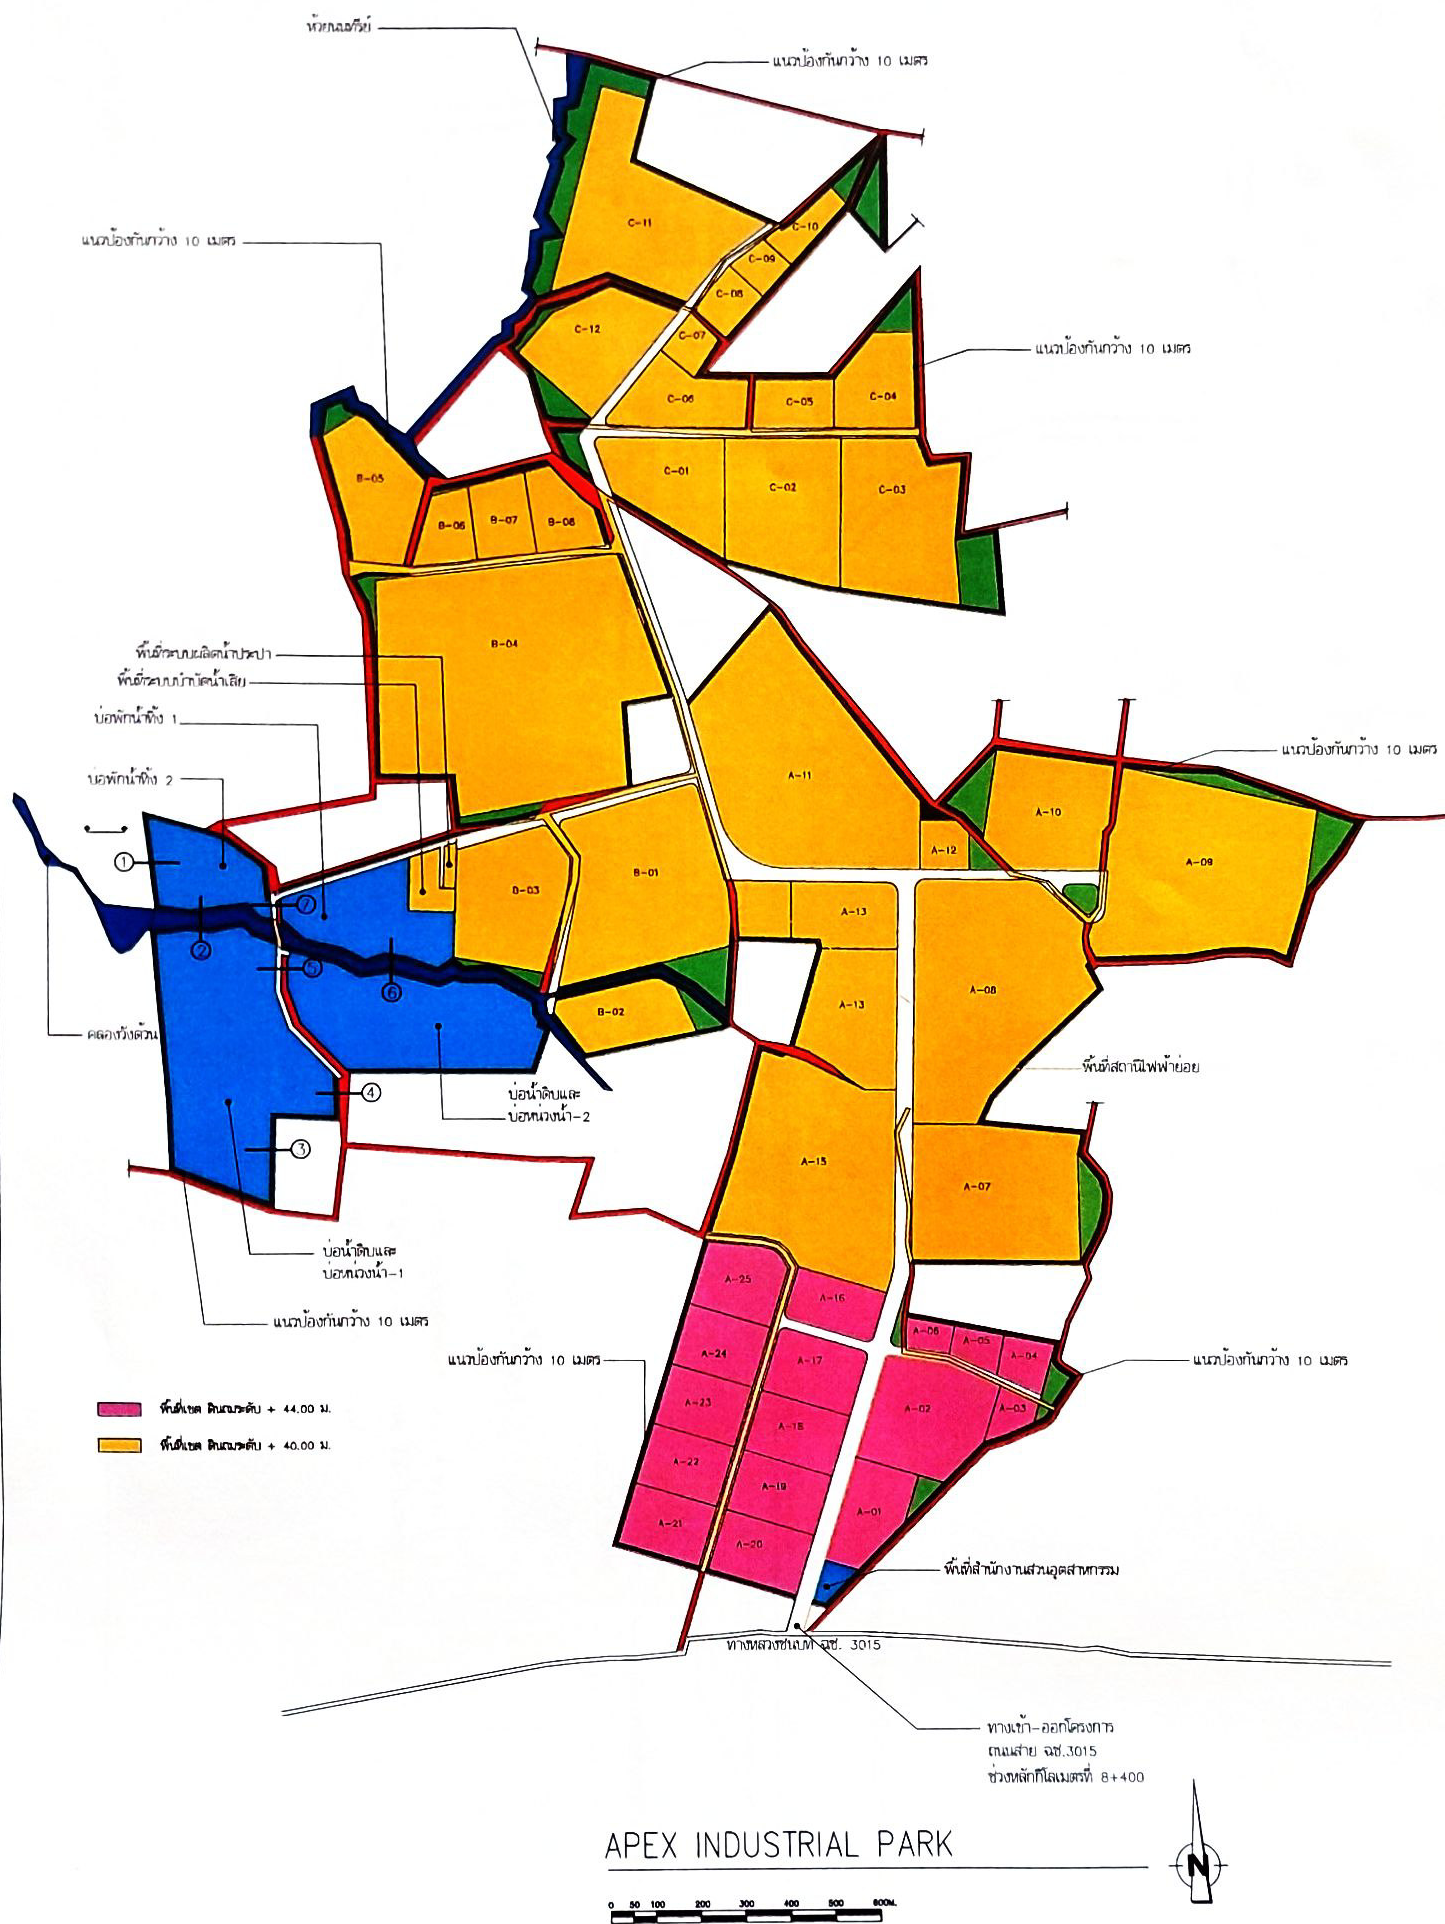 ห้วยนนทรีย์
แนวป้องกันกว้าง 10 เมตร
C-11
C-10
C-09
C-08
แนวป้องกันกว้าง 10 เมตร
C-12
C-07
แนวป้องกันกว้าง 10 เมตร
C-06
C-05
C-04
C-01
C-02
C-03
B-05
B-06
B-07
B-08
B-04
พื้นที่ระบบผลิตน้ำประปา
พื้นที่ระบบบำบัดน้ำเสีย
บ่อพักน้ำทิ้ง 1
บ่อพักน้ำทิ้ง 2
A-11
แนวป้องกันกว้าง 10 เมตร
A-10
A-12
A-09
B-03
B-01
A-13
1
7
2
5
6
A-13
A-08
B-02
คลองวังด้วน
พื้นที่สถานีไฟฟ้าย่อย
4
3
บ่อน้ำดิบและ
บ่อหน่วงน้ำ-2
A-15
A-07
บ่อน้ำดิบและ
บ่อหน่วงน้ำ-1
A-25
A-16
แนวป้องกันกว้าง 10 เมตร
A-06
A-05
A-04
แนวป้องกันกว้าง 10 เมตร
A-24
A-17
แนวป้องกันกว้าง 10 เมตร
A-23
A-02
A-03
A-18
พื้นที่เขต ดินถมระดับ + 44.00 ม.
พื้นที่เขต ดินถมระดับ + 40.00 ม.
A-22
A-19
A-21
A-20
A-01
พื้นที่สำนักงานสวนอุตสาหกรรม
ทางหลวงชนบท ฉช. 3015
ทางเข้า-ออกโครงการ
ถนนสาย ฉช.3015
ช่วงหลักกิโลเมตรที่ 8+400
APEX INDUSTRIAL PARK
N
0 50 100 200 300 400 500 600M.